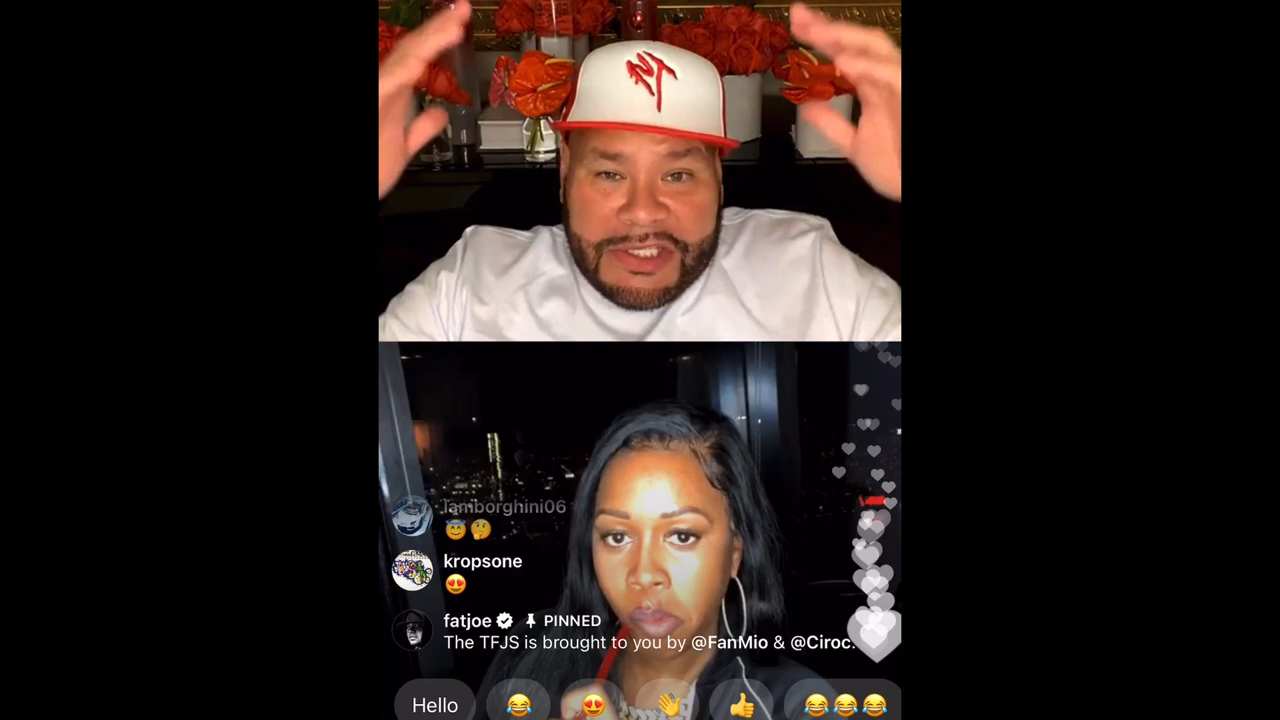 NY
lamborghini06
😇🤔
kropsone
😍
fatjoe PINNED
The TFJS is brought to you by @FanMio & @Ciroc.
Hello 😂 😍 👋 👍 😂😂😂